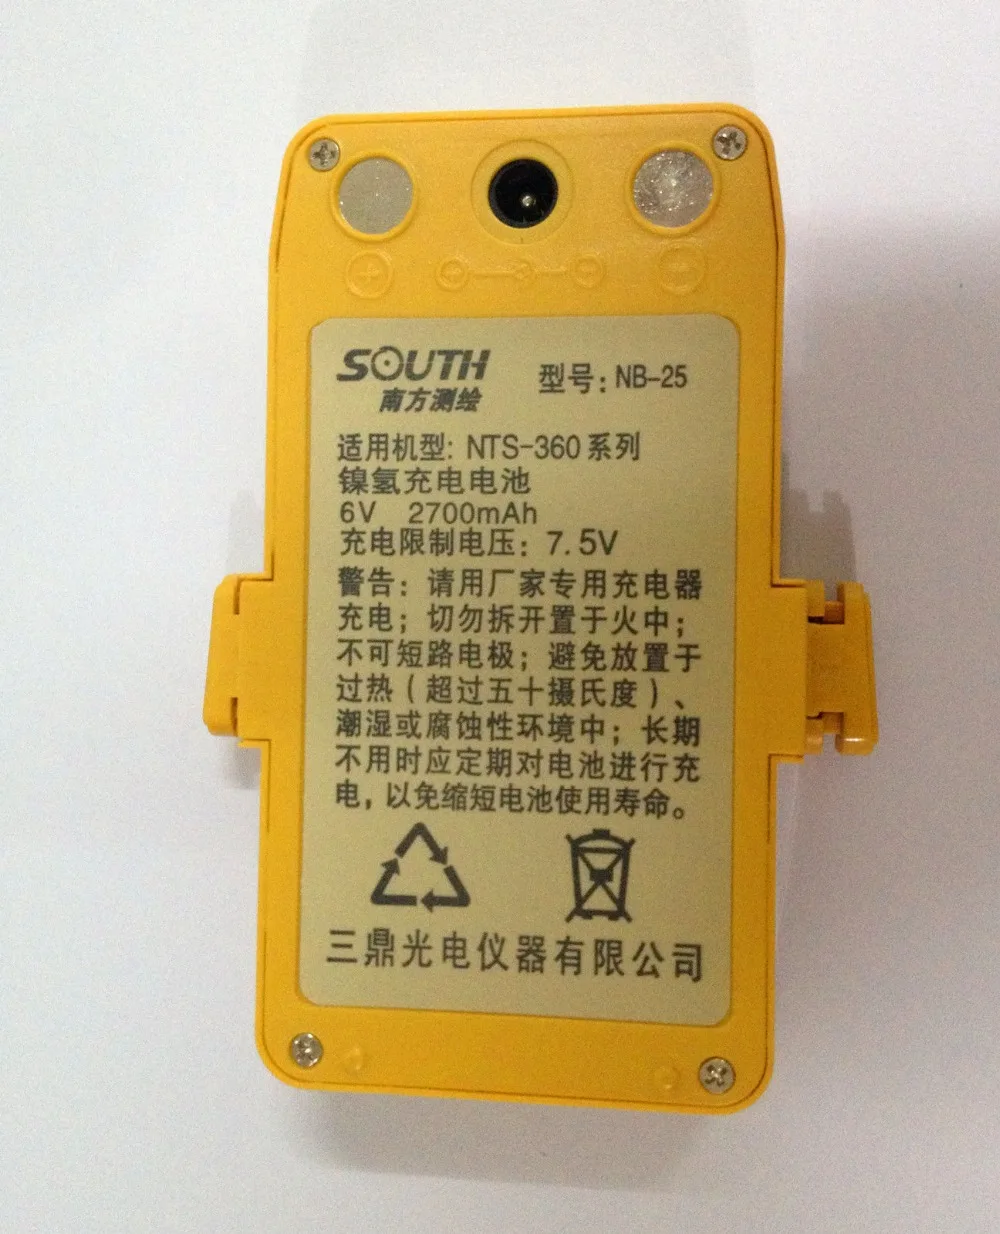 SOUTH
南方测绘
型号: NB-25
适用机型: NTS-360系列
镍氢充电电池
6V 2700mAh
充电限制电压: 7.5V
警告: 请用厂家专用充电器
充电; 切勿拆开置于火中;
不可短路电极; 避免放置于
过热 (超过五十摄氏度)、
潮湿或腐蚀性环境中; 长期
不用时应定期对电池进行充
电, 以免缩短电池使用寿命。
三鼎光电仪器有限公司